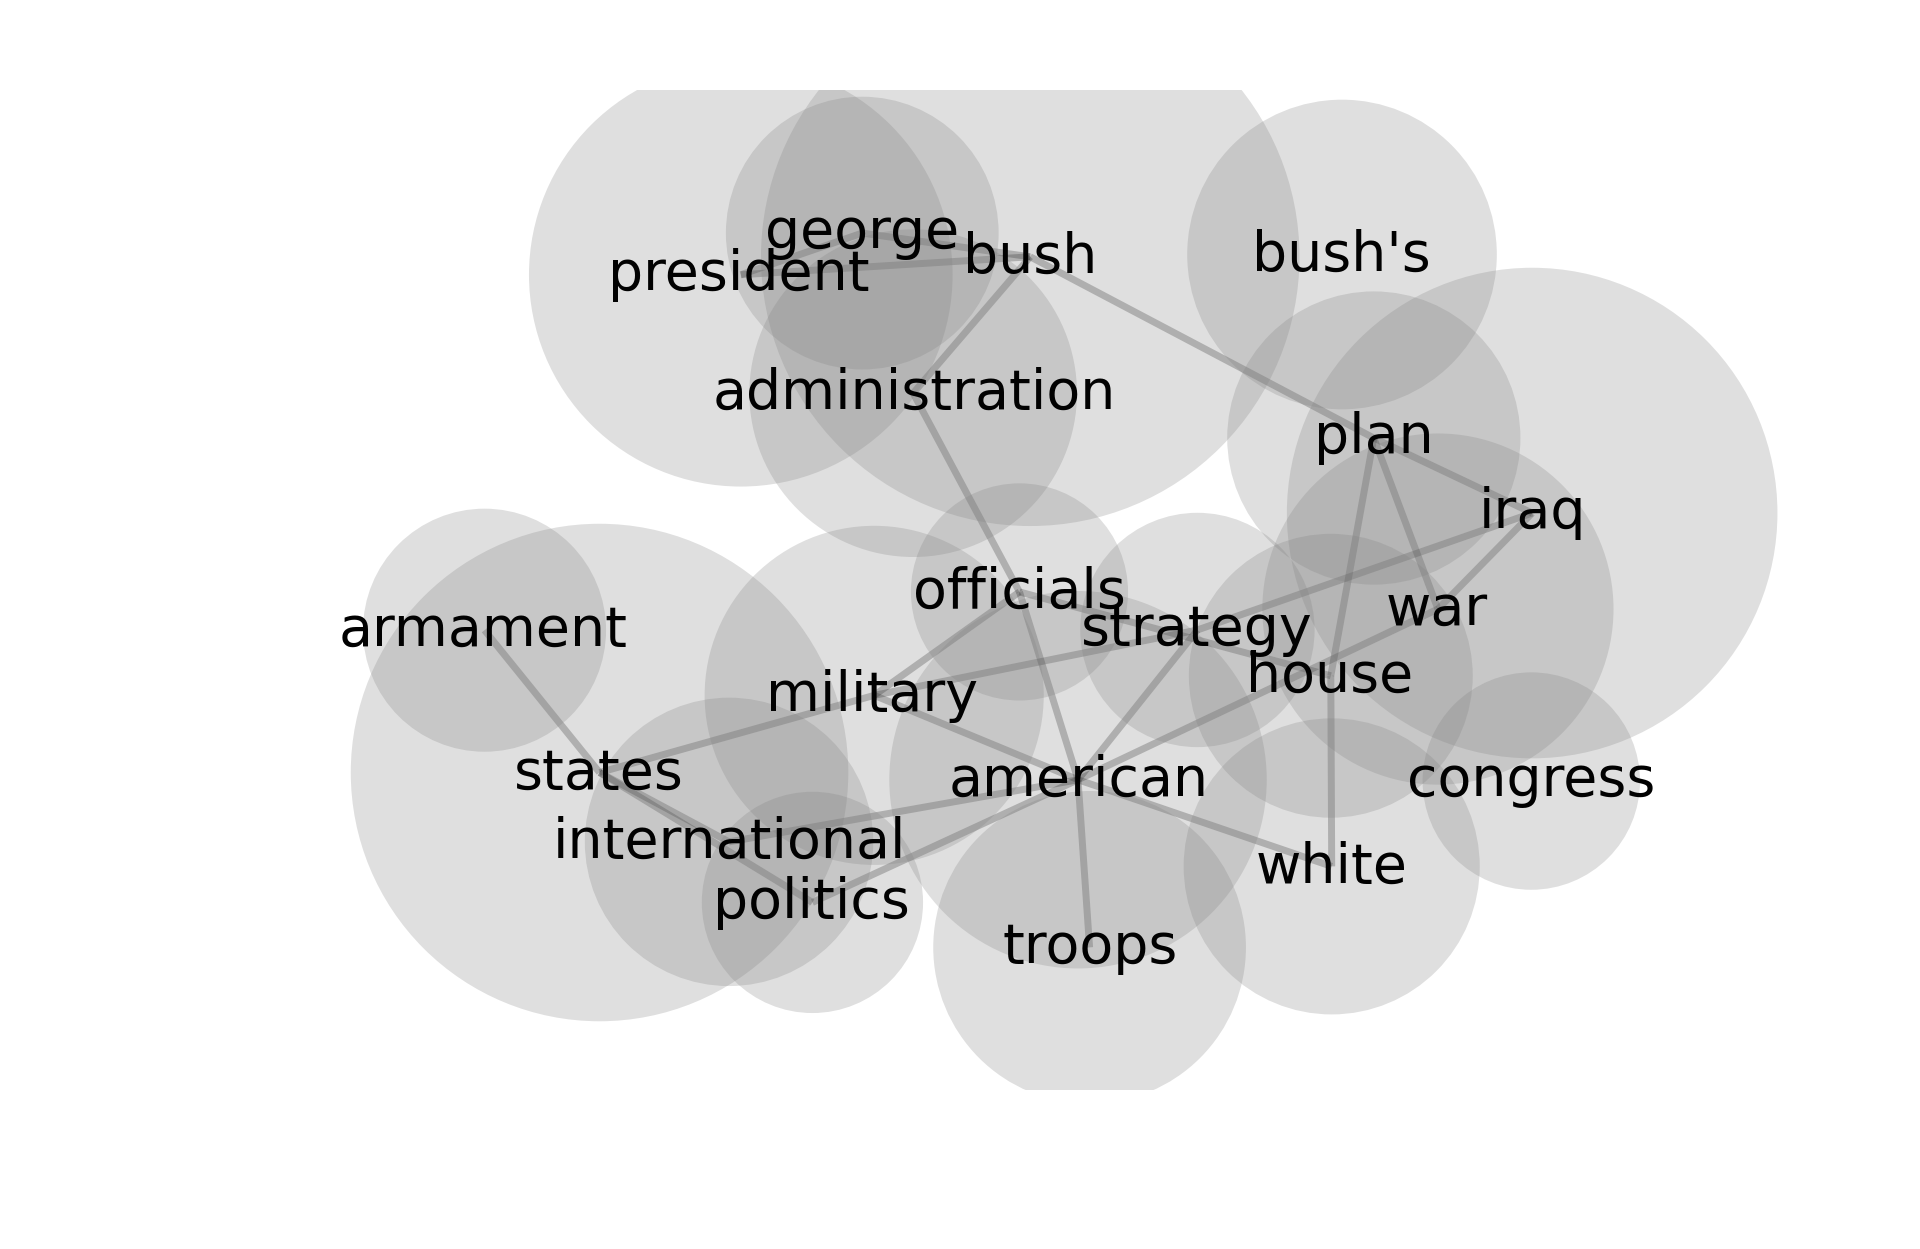 george
bush
bush's
president
administration
plan
iraq
officials
war
armament
strategy
house
military
states
american
congress
international
white
politics
troops